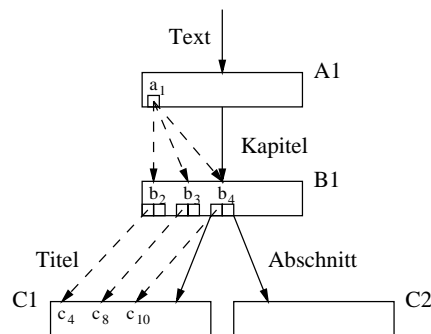 Text
A1
a1
Kapitel
B1
b2 b3 b4
Titel Abschnitt
C1 C2
c4 c8 c10